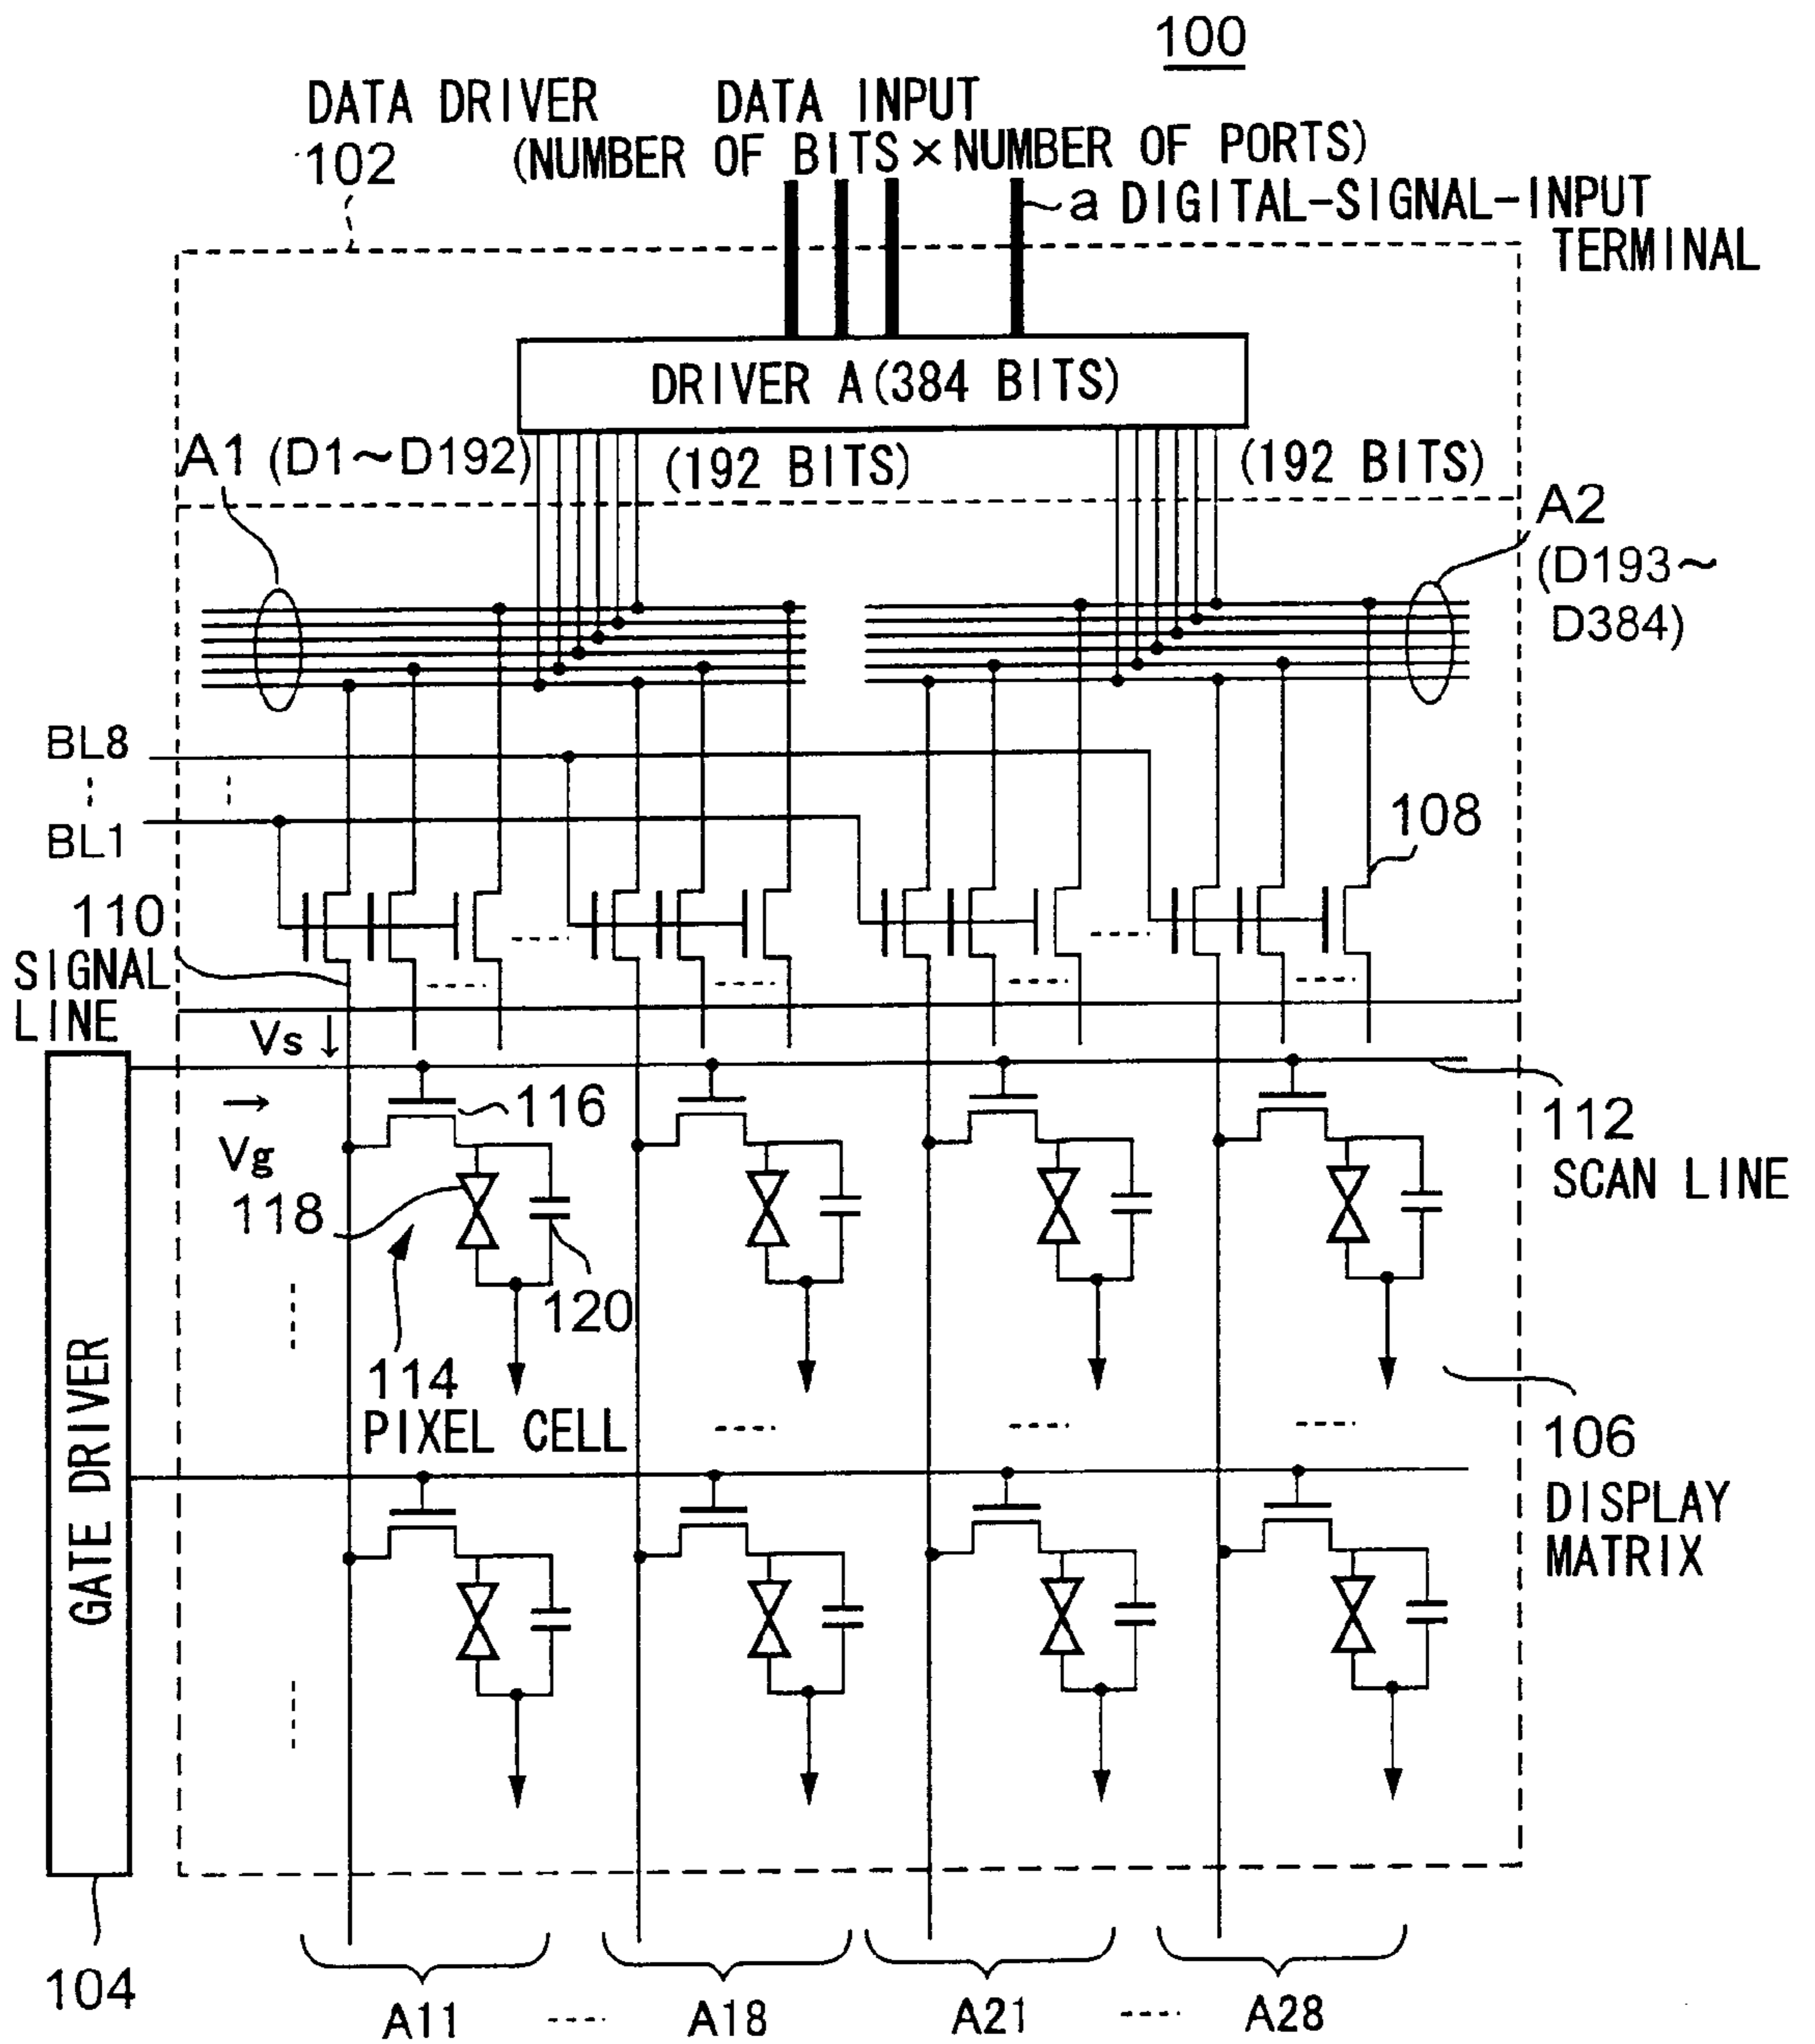 100
DATA DRIVER
102
DATA INPUT
(NUMBER OF BITS×NUMBER OF PORTS)
a DIGITAL-SIGNAL-INPUT
TERMINAL
DRIVER A(384 BITS)
A1 (D1~D192)
(192 BITS)
(192 BITS)
A2
(D193~
D384)
BL8
BL1
108
110
SIGNAL
LINE
Vs
Vg
116
112
SCAN LINE
118
120
114
PIXEL CELL
106
DISPLAY
MATRIX
GATE DRIVER
104
A11
A18
A21
A28